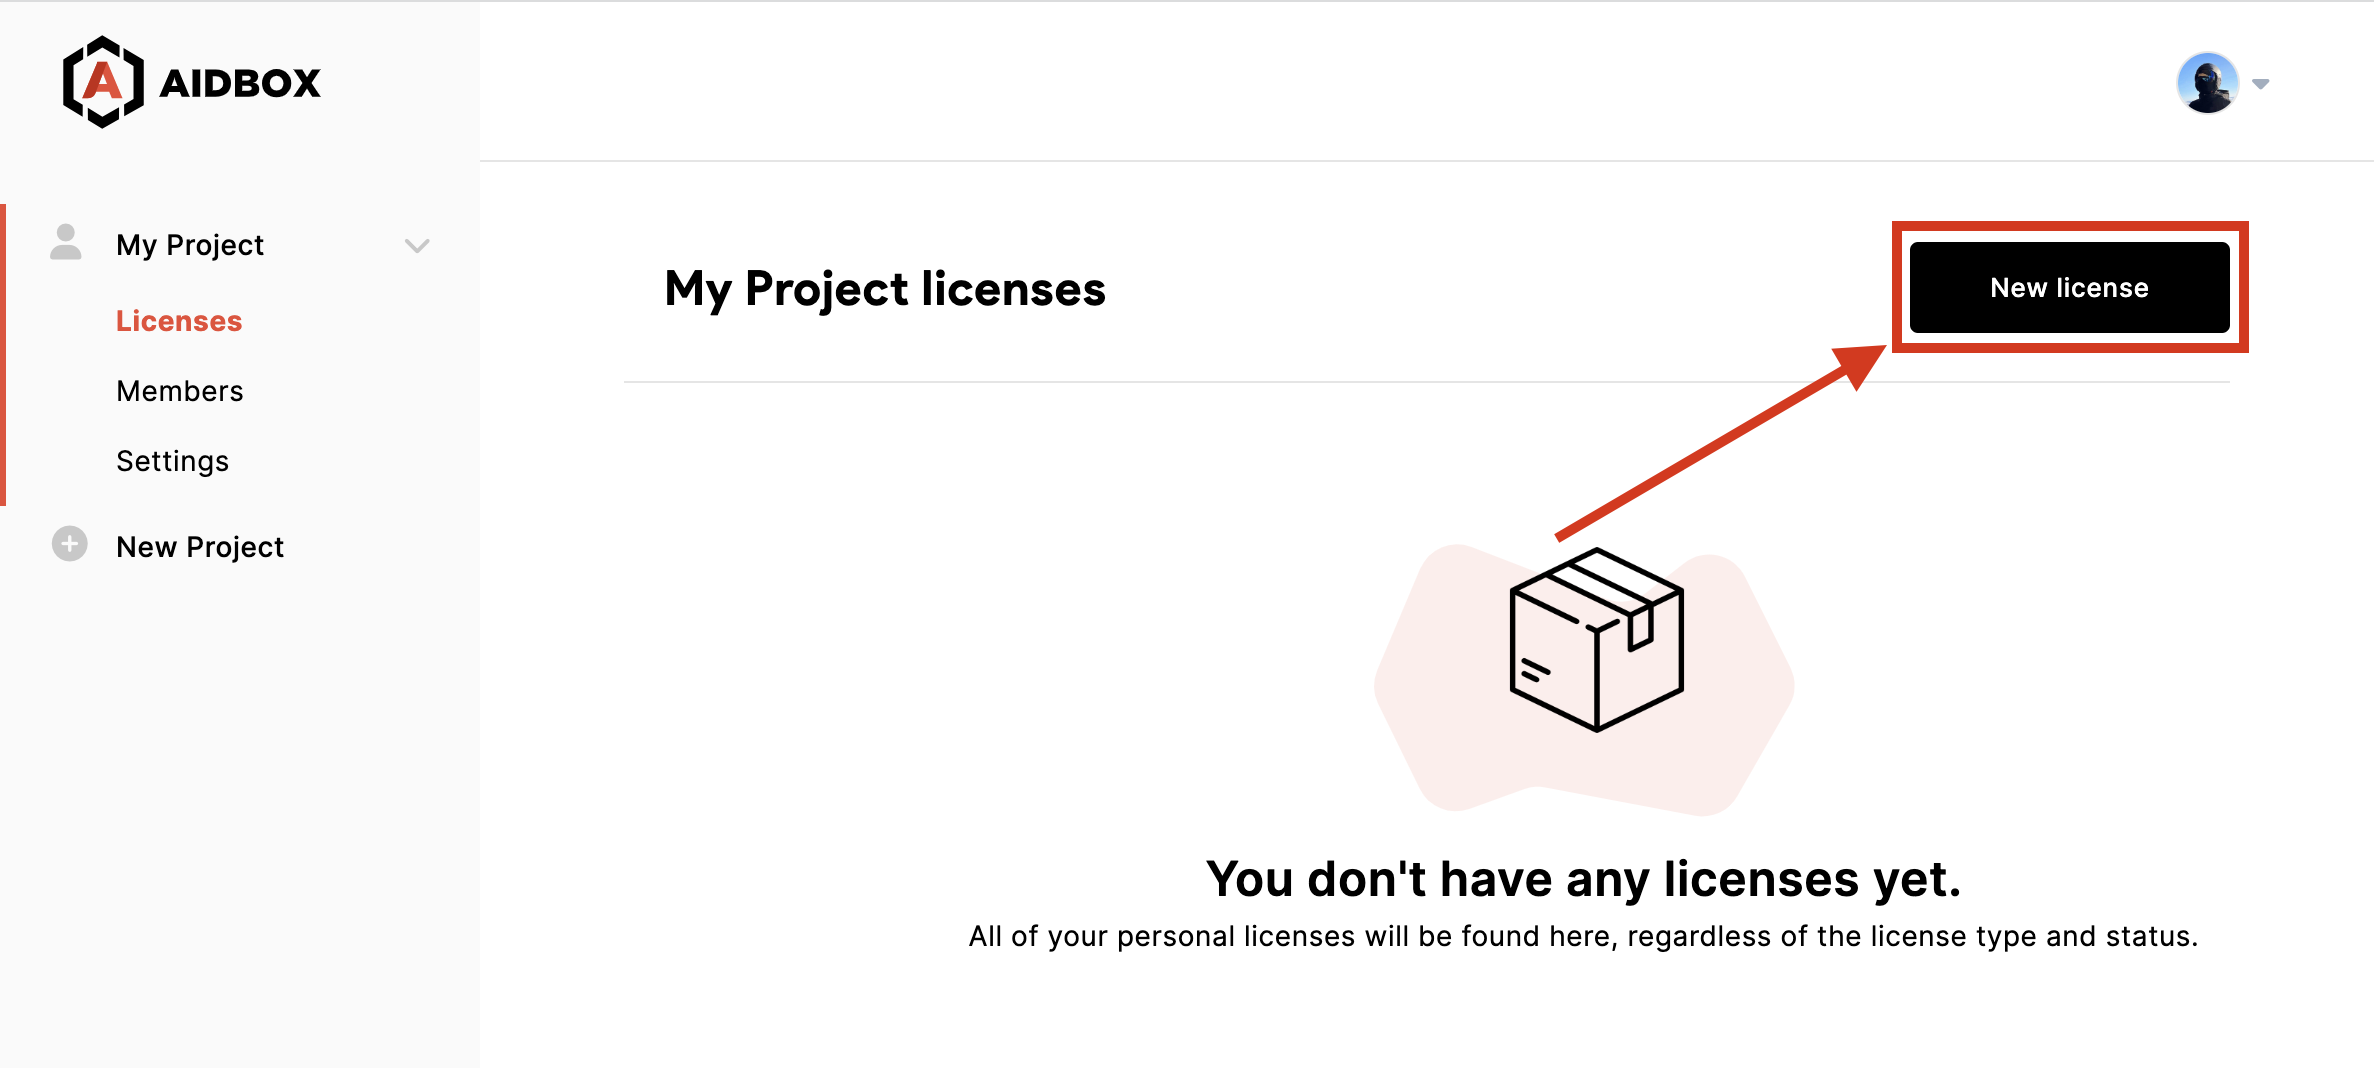 AIDBOX
My Project
Licenses
Members
Settings
New Project
My Project licenses
New license
You don't have any licenses yet.
All of your personal licenses will be found here, regardless of the license type and status.